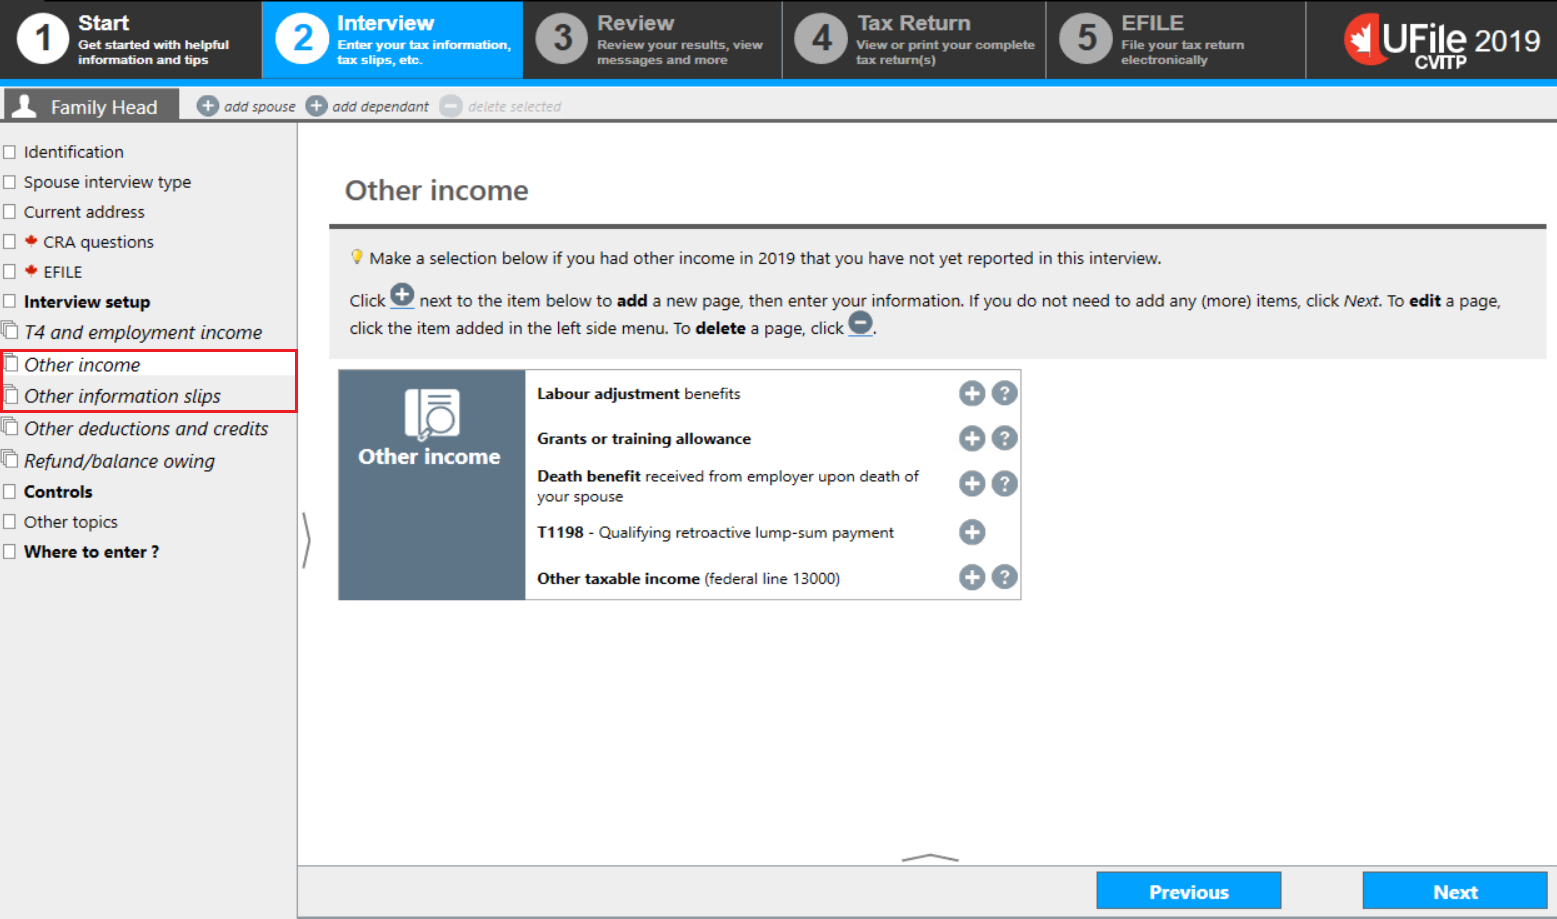 1
Start
Get started with helpful
information and tips
2
Interview
Enter your tax information,
tax slips, etc.
3
Review
Review your results, view
messages and more
4
Tax Return
View or print your complete
tax return(s)
5
EFILE
File your tax return
electronically
UFile 2019
CVITP
Family Head
add spouse
add dependant
delete selected
Identification
Spouse interview type
Current address
CRA questions
EFILE
Interview setup
T4 and employment income
Other income
Other information slips
Other deductions and credits
Refund/balance owing
Controls
Other topics
Where to enter ?
Other income
Make a selection below if you had other income in 2019 that you have not yet reported in this interview.
Click + next to the item below to add a new page, then enter your information. If you do not need to add any (more) items, click Next. To edit a page,
click the item added in the left side menu. To delete a page, click −.
Other income
Labour adjustment benefits
Grants or training allowance
Death benefit received from employer upon death of
your spouse
T1198 - Qualifying retroactive lump-sum payment
Other taxable income (federal line 13000)
Previous
Next